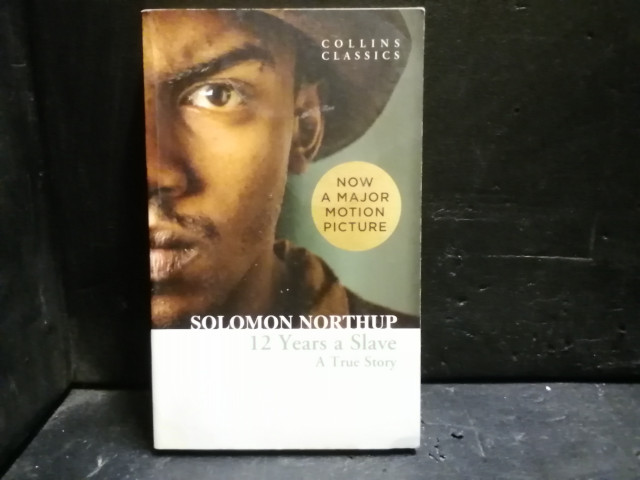 COLLINS
CLASSICS
NOW
A MAJOR
MOTION
PICTURE
SOLOMON NORTHUP
12 Years a Slave
A True Story